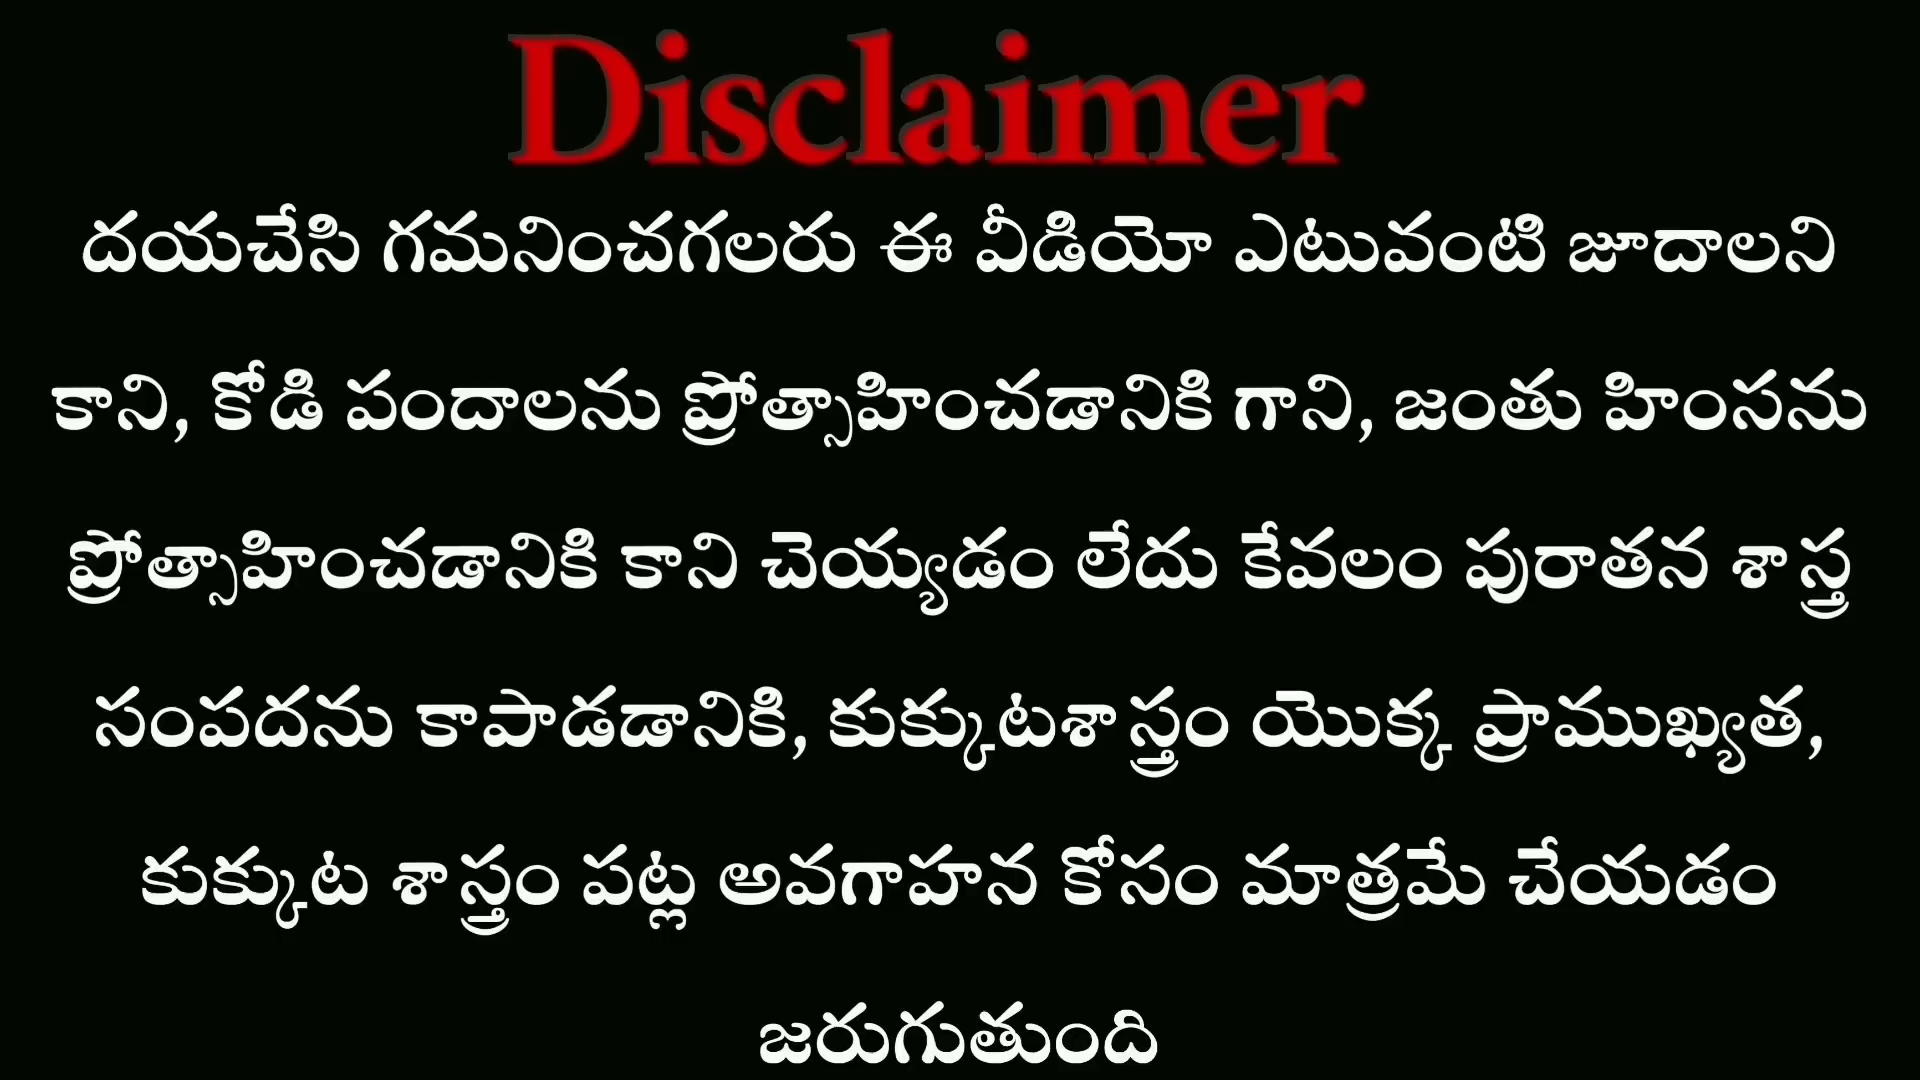 Disclaimer
దయచేసి గమనించగలరు ఈ వీడియో ఎటువంటి జూదాలని
కాని, కోడి పందాలను ప్రోత్సాహించడానికి గాని, జంతు హింసను
ప్రోత్సాహించడానికి కాని చెయ్యడం లేదు కేవలం పురాతన శాస్త్ర
సంపదను కాపాడడానికి, కుక్కుటశాస్త్రం యొక్క ప్రాముఖ్యత,
కుక్కుట శాస్త్రం పట్ల అవగాహన కోసం మాత్రమే చేయడం
జరుగుతుంది